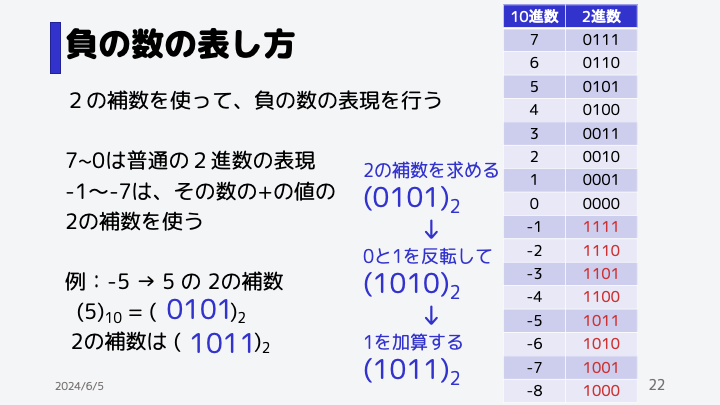 負の数の表し方
２の補数を使って、負の数の表現を行う
7~0は普通の２進数の表現
-1～-7は、その数の+の値の
2の補数を使う
例：-5 → 5 の 2の補数
(5)10 = ( 0101)2
2の補数は ( 1011)2
2の補数を求める
(0101)2
↓
0と1を反転して
(1010)2
↓
1を加算する
(1011)2
10進数 2進数
7 0111
6 0110
5 0101
4 0100
3 0011
2 0010
1 0001
0 0000
-1 1111
-2 1110
-3 1101
-4 1100
-5 1011
-6 1010
-7 1001
-8 1000
2024/6/5
22